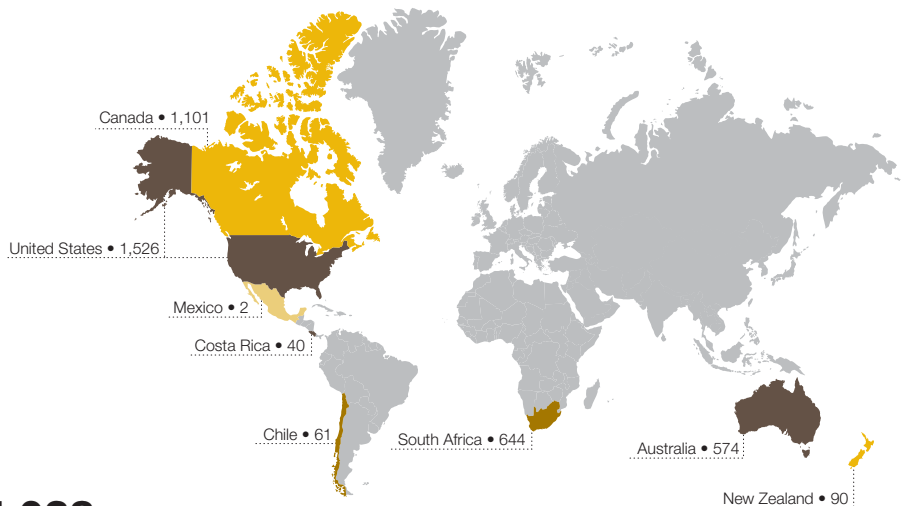 Canada • 1,101
United States • 1,526
Mexico • 2
Costa Rica • 40
Chile • 61
South Africa • 644
Australia • 574
New Zealand • 90